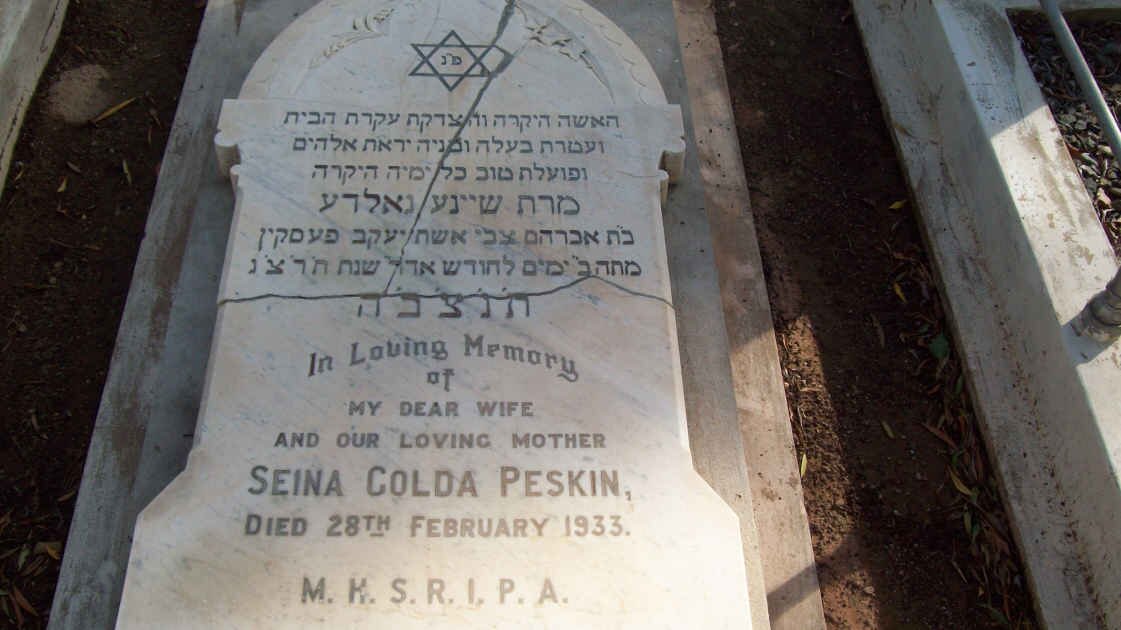 פ'נ
האשה היקרה והצדקת עקרת הבית
ועטרת בעלה ובניה יראת אלהים
ופועלת טוב כל ימיה היקרה
מרת שיינע גאלדע
בת אברהם צבי אשת יעקב פעסקין
מתה ב' ימים לחודש אדר שנת ת'ר'צ'ג
ת'נ'צ'ב'ה
In Loving Memory
of
MY DEAR WIFE
AND OUR LOVING MOTHER
SEINA GOLDA PESKIN,
DIED 28TH FEBRUARY 1933.
M.H.S.R.I.P.A.